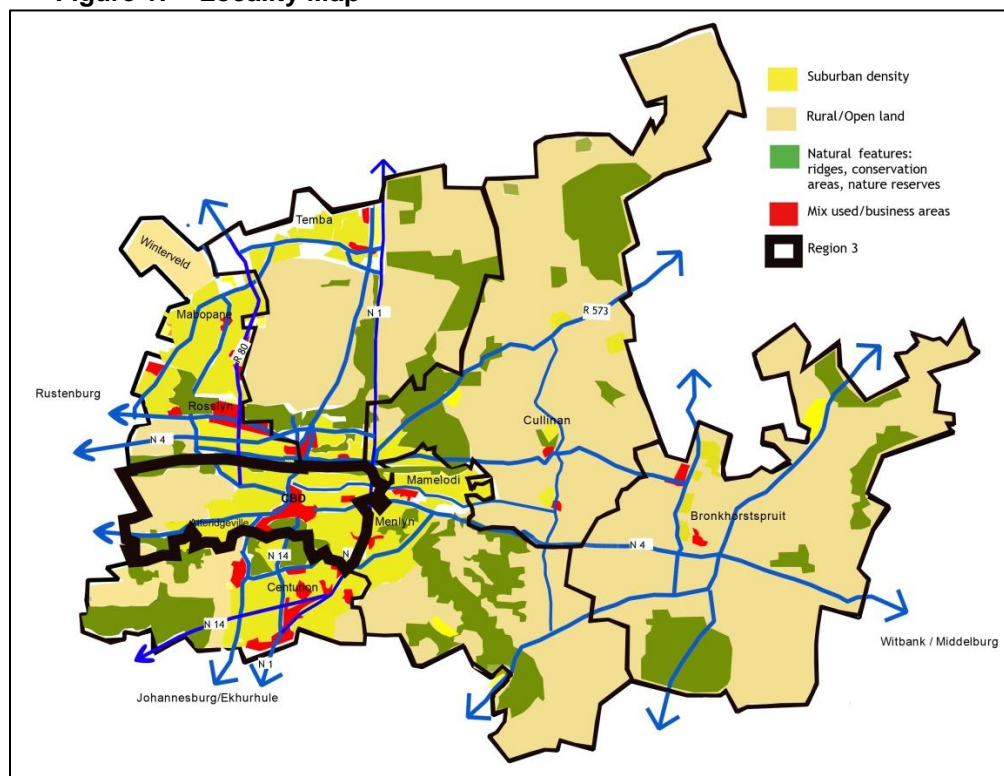 Figure 1: Locality Map
Suburban density
Rural/Open land
Natural features:
ridges, conservation
areas, nature reserves
Mix used/business areas
Region 3
Temba
Winterveld
N 1
R 573
Mabopane
R 80
Rustenburg
Rosslyn
Cullinan
N 4
Mamelodi
CBD
Menlyn
Bronkhorstspruit
Atteridgeville
N 4
N 14
N
Centurion
N 14
Witbank / Middelburg
N 1
Johannesburg/Ekhurhule